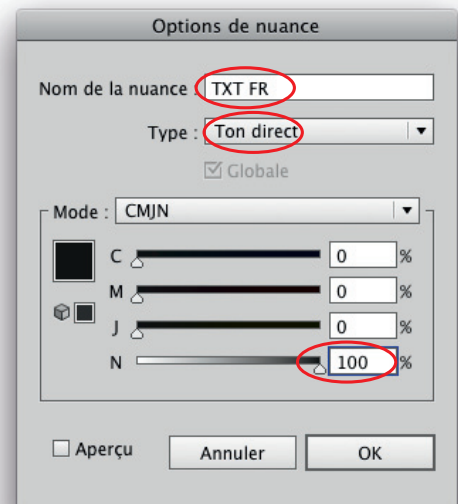 Options de nuance
Nom de la nuance : TXT FR
Type : Ton direct
Globale
Mode : CMJN
C 0 %
M 0 %
J 0 %
N 100 %
Aperçu Annuler OK